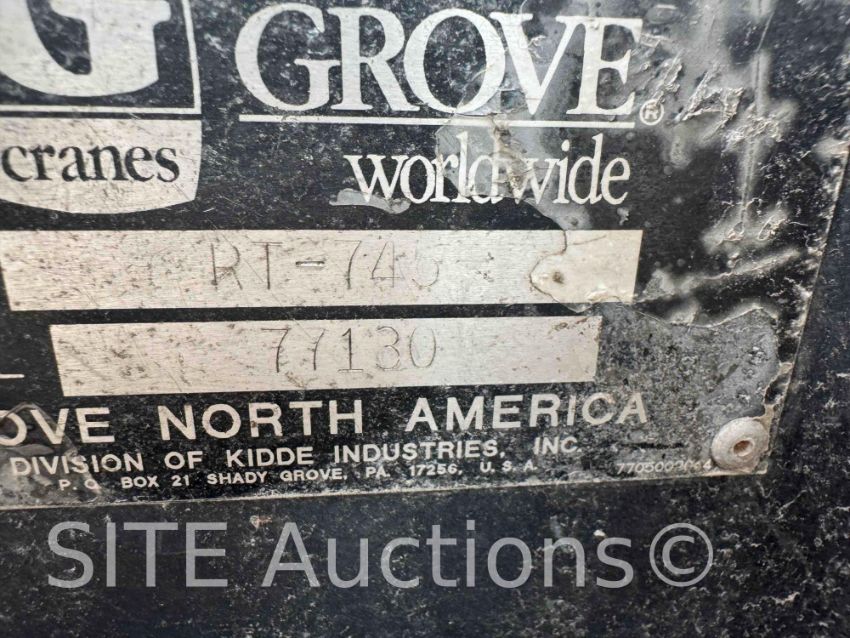 G GROVE®
cranes worldwide
RT-745
77130
OVE NORTH AMERICA
DIVISION OF KIDDE INDUSTRIES, INC.
P.O. BOX 21 SHADY GROVE, PA. 17256, U.S.A.
SITE Auctions©